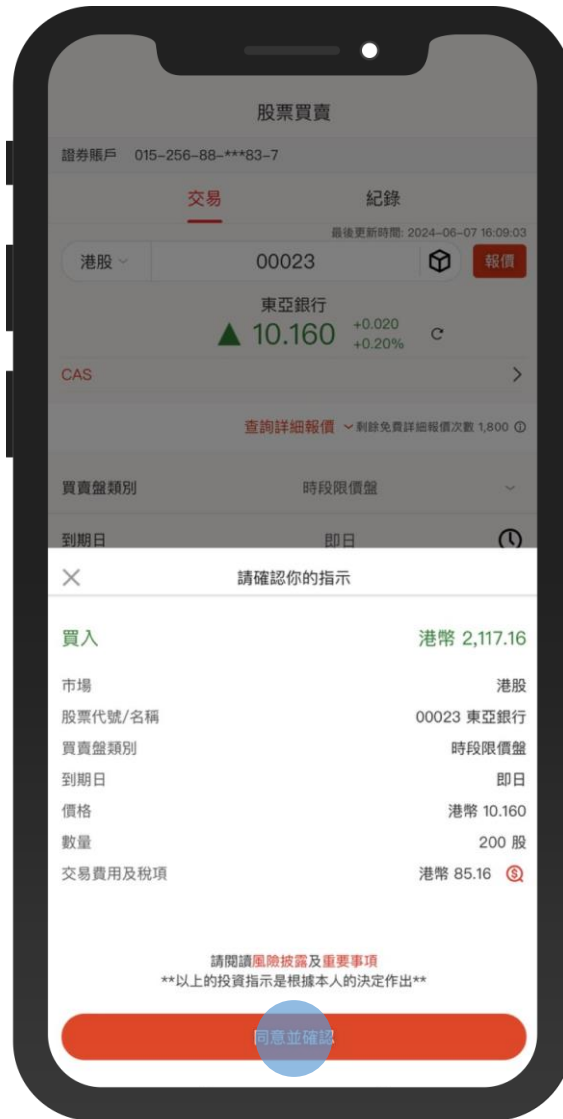 股票買賣
證券賬戶 015-256-88-***83-7
交易 紀錄
最後更新時間: 2024-06-07 16:09:03
港股 00023 報價
東亞銀行
▲ 10.160 +0.020
+0.20%
CAS
查詢詳細報價 剩餘免費詳細報價次數 1,800
買賣盤類別 時段限價盤
到期日 即日
請確認你的指示
買入 港幣 2,117.16
市場 港股
股票代號/名稱 00023 東亞銀行
買賣盤類別 時段限價盤
到期日 即日
價格 港幣 10.160
數量 200 股
交易費用及稅項 港幣 85.16
請閱讀風險披露及重要事項
**以上的投資指示是根據本人的決定作出**
同意並確認